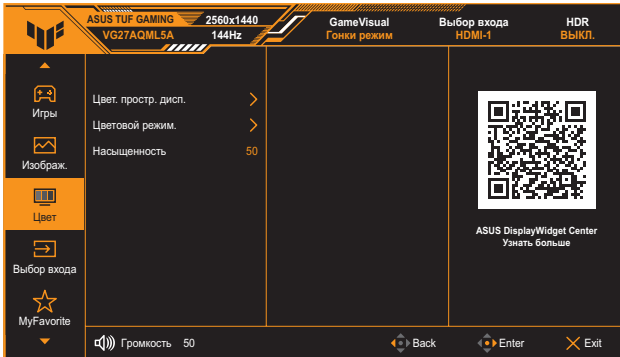 ASUS TUF GAMING
VG27AQML5A
2560x1440
144Hz
GameVisual
Гонки режим
Выбор входа
HDMI-1
HDR
ВЫКЛ.
Игры
Изображ.
Цвет
Выбор входа
MyFavorite
Цвет. простр. дисп.
Цветовой режим.
Насыщенность 50
ASUS DisplayWidget Center
Узнать больше
Громкость 50
Back
Enter
Exit